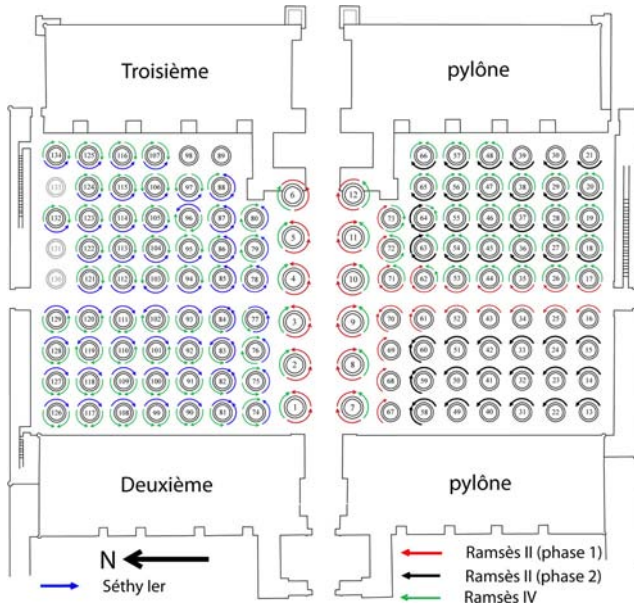 Troisième pylône
134 125 116 107 98 89 66 57 48 39 30 21
124 115 106 97 88 6 12 65 56 47 38 29 20
132 123 114 105 96 87 80 73 64 55 46 37 28 19
122 113 104 95 86 79 5 11 72 63 54 45 36 27 18
121 112 103 94 85 78 4 10 71 62 53 44 35 26 17
129 120 111 102 93 84 77 3 9 70 61 52 43 34 25 16
128 119 110 101 92 83 76 2 8 69 60 51 42 33 24 15
127 118 109 100 91 82 75 68 59 50 41 32 23 14
126 117 108 99 90 81 74 1 7 67 58 49 40 31 22 13
Deuxième pylône
N
Séthy Ier
Ramsès II (phase 1)
Ramsès II (phase 2)
Ramsès IV